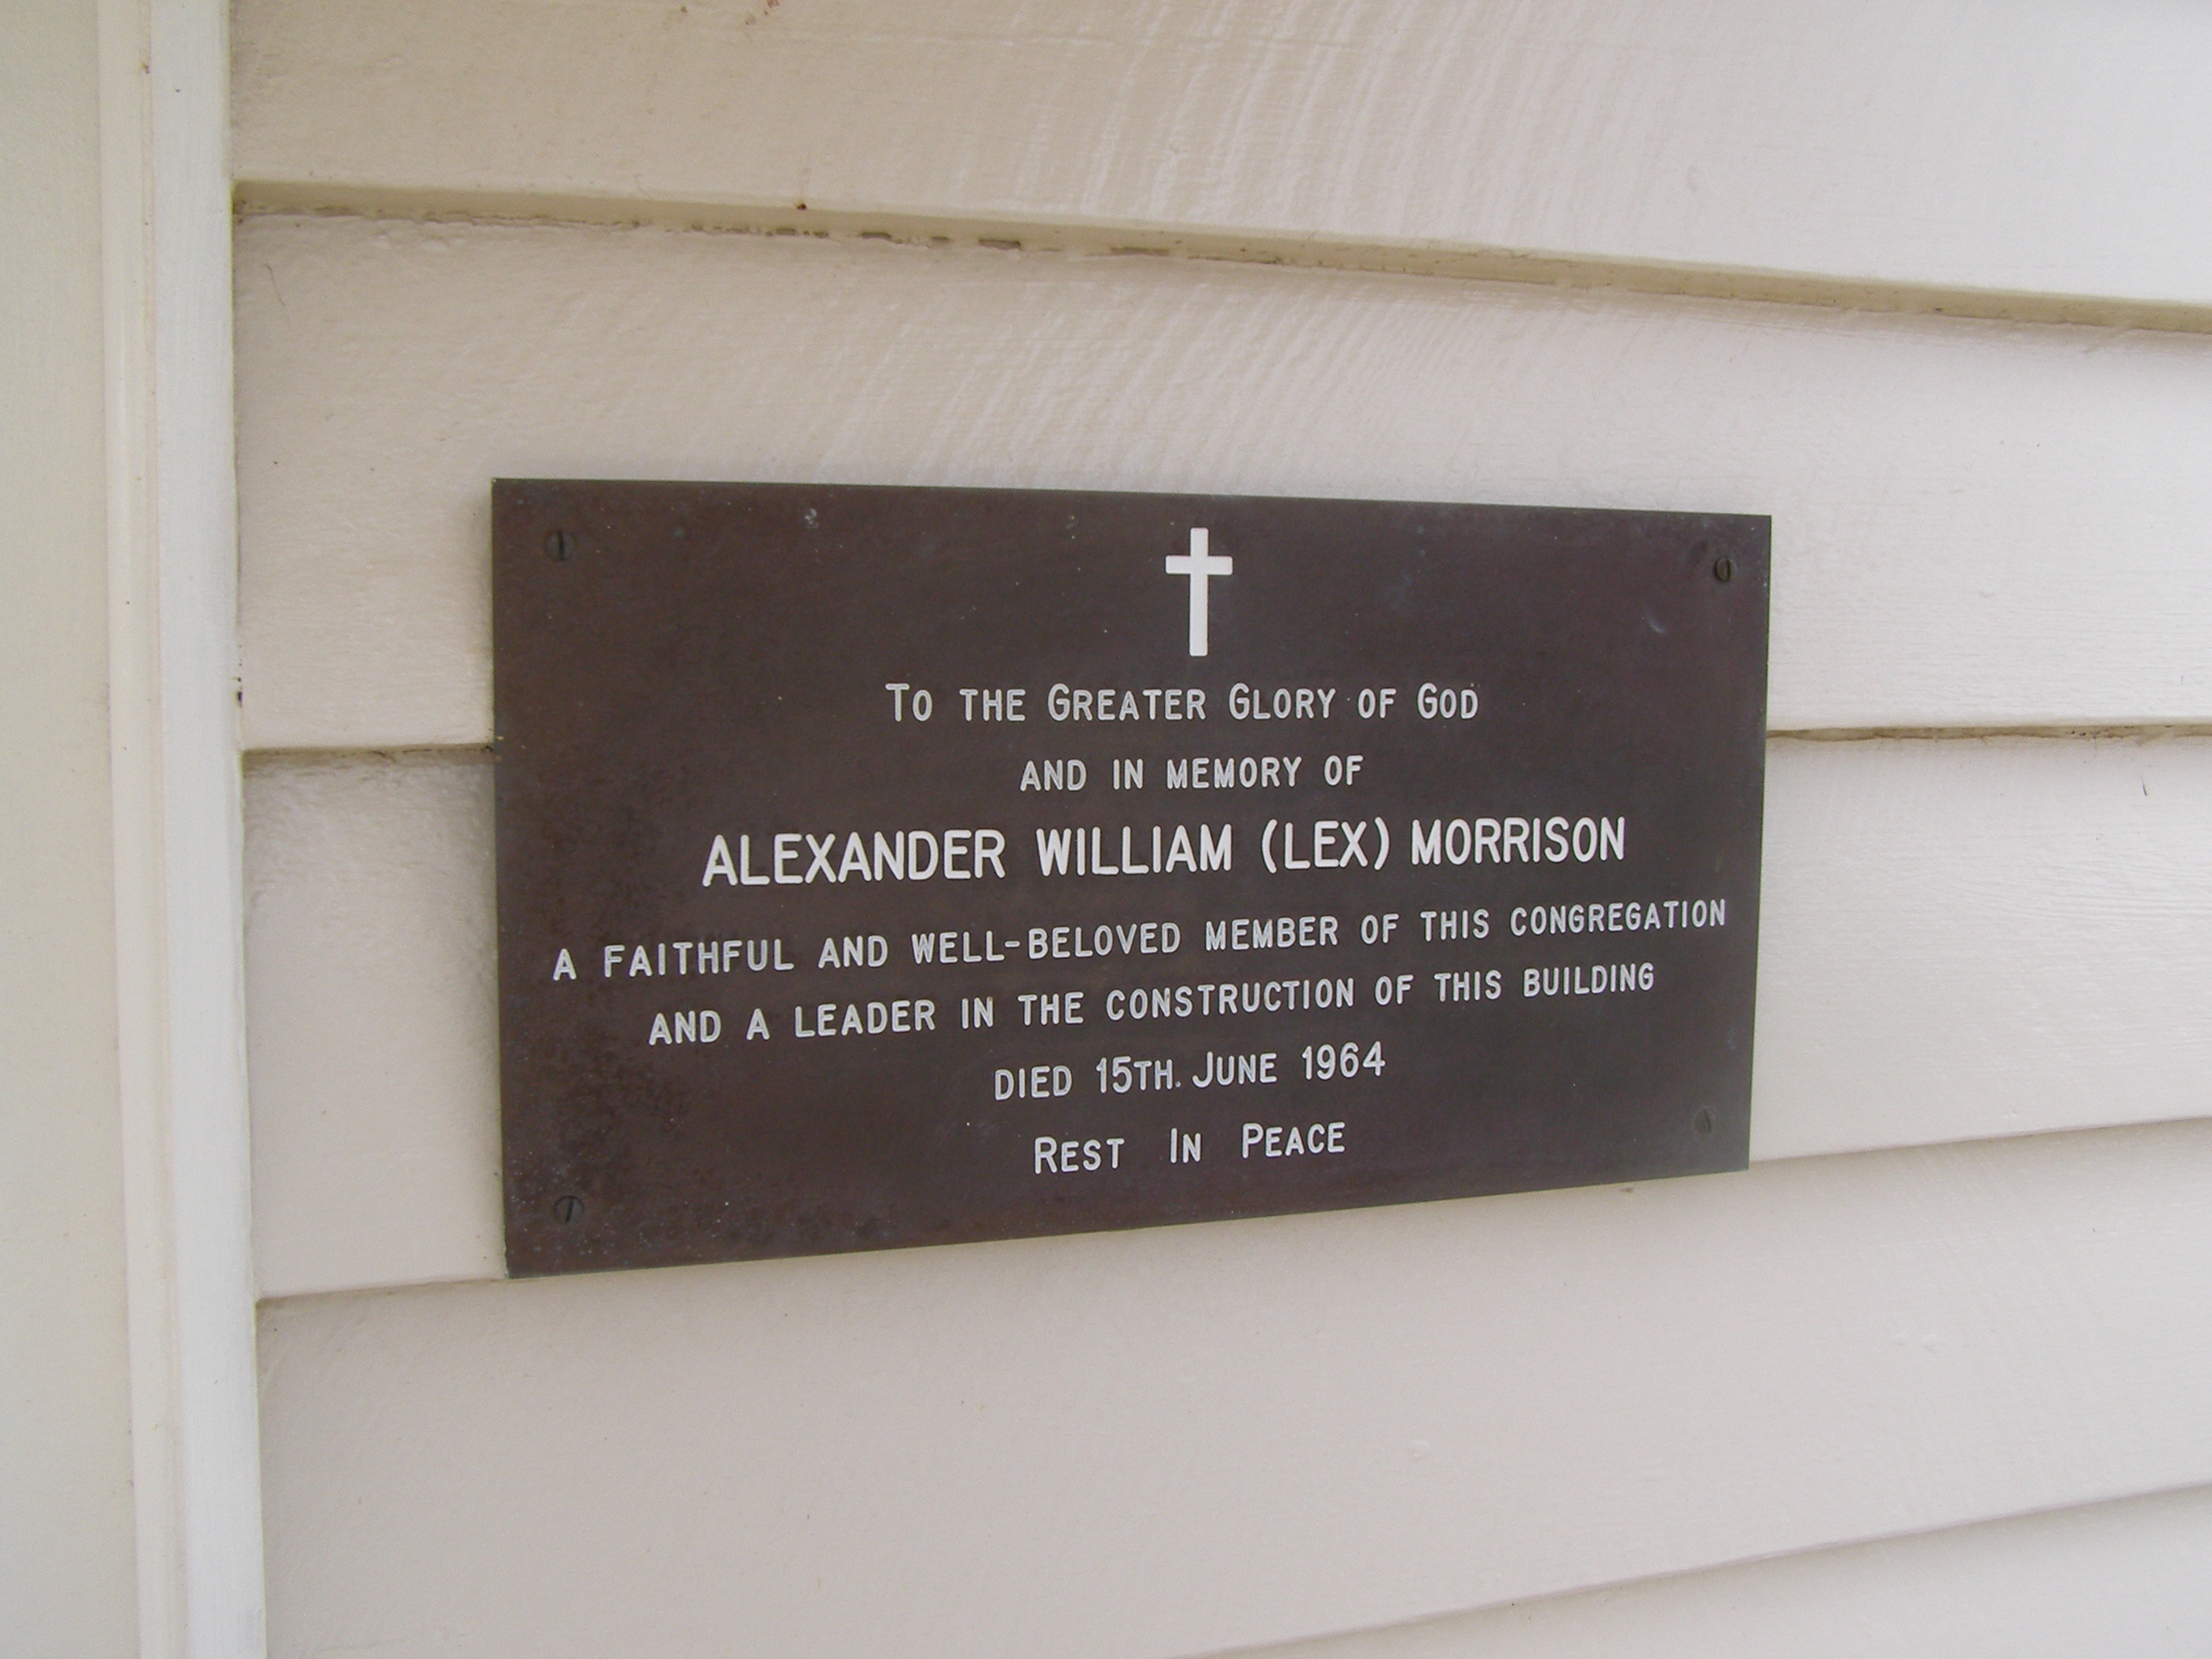 To the Greater Glory of God
and in memory of
ALEXANDER WILLIAM (LEX) MORRISON
A FAITHFUL AND WELL-BELOVED MEMBER OF THIS CONGREGATION
AND A LEADER IN THE CONSTRUCTION OF THIS BUILDING
DIED 15TH. JUNE 1964
REST IN PEACE